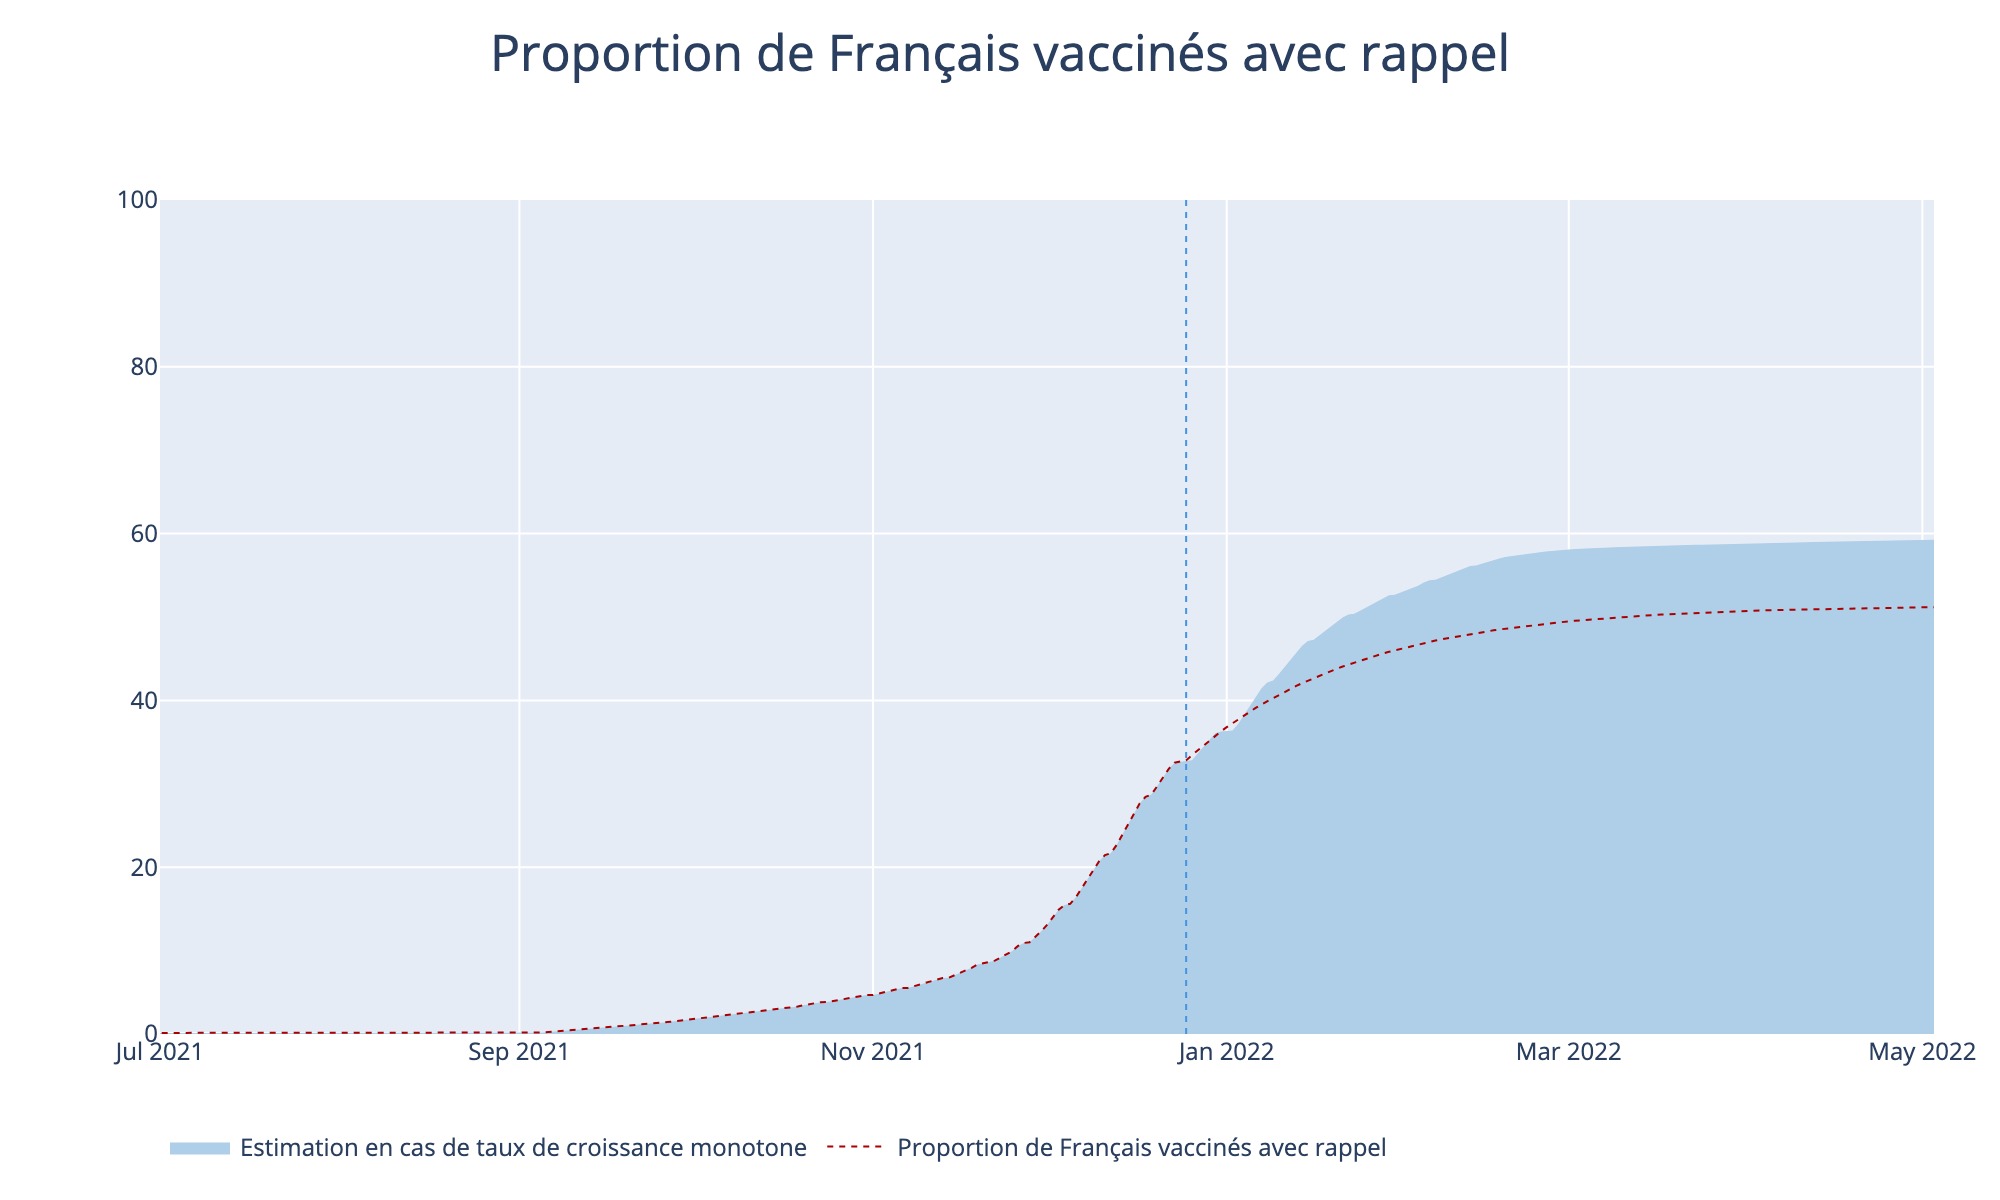 Proportion de Français vaccinés avec rappel
100
80
60
40
20
0
Jul 2021 Sep 2021 Nov 2021 Jan 2022 Mar 2022 May 2022
Estimation en cas de taux de croissance monotone Proportion de Français vaccinés avec rappel